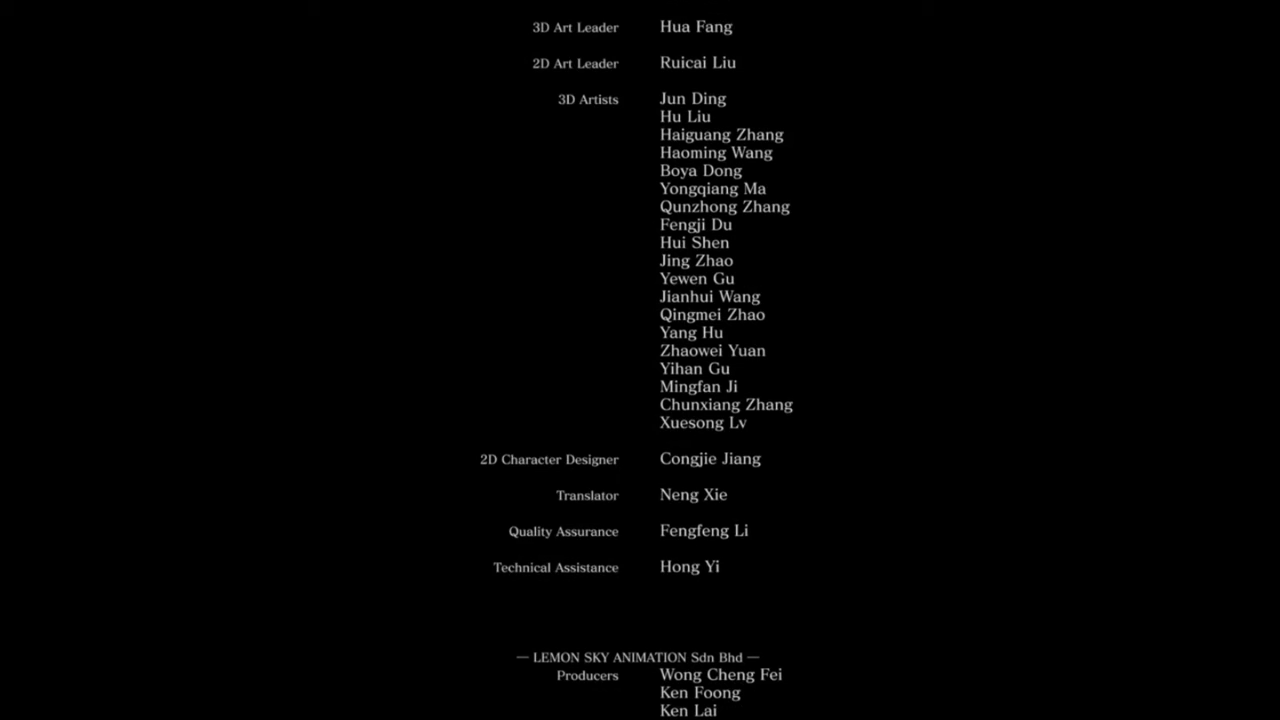 3D Art Leader Hua Fang
2D Art Leader Ruicai Liu
3D Artists Jun Ding
Hu Liu
Haiguang Zhang
Haoming Wang
Boya Dong
Yongqiang Ma
Qunzhong Zhang
Fengji Du
Hui Shen
Jing Zhao
Yewen Gu
Jianhui Wang
Qingmei Zhao
Yang Hu
Zhaowei Yuan
Yihan Gu
Mingfan Ji
Chunxiang Zhang
Xuesong Lv
2D Character Designer Congjie Jiang
Translator Neng Xie
Quality Assurance Fengfeng Li
Technical Assistance Hong Yi
— LEMON SKY ANIMATION Sdn Bhd —
Producers Wong Cheng Fei
Ken Foong
Ken Lai